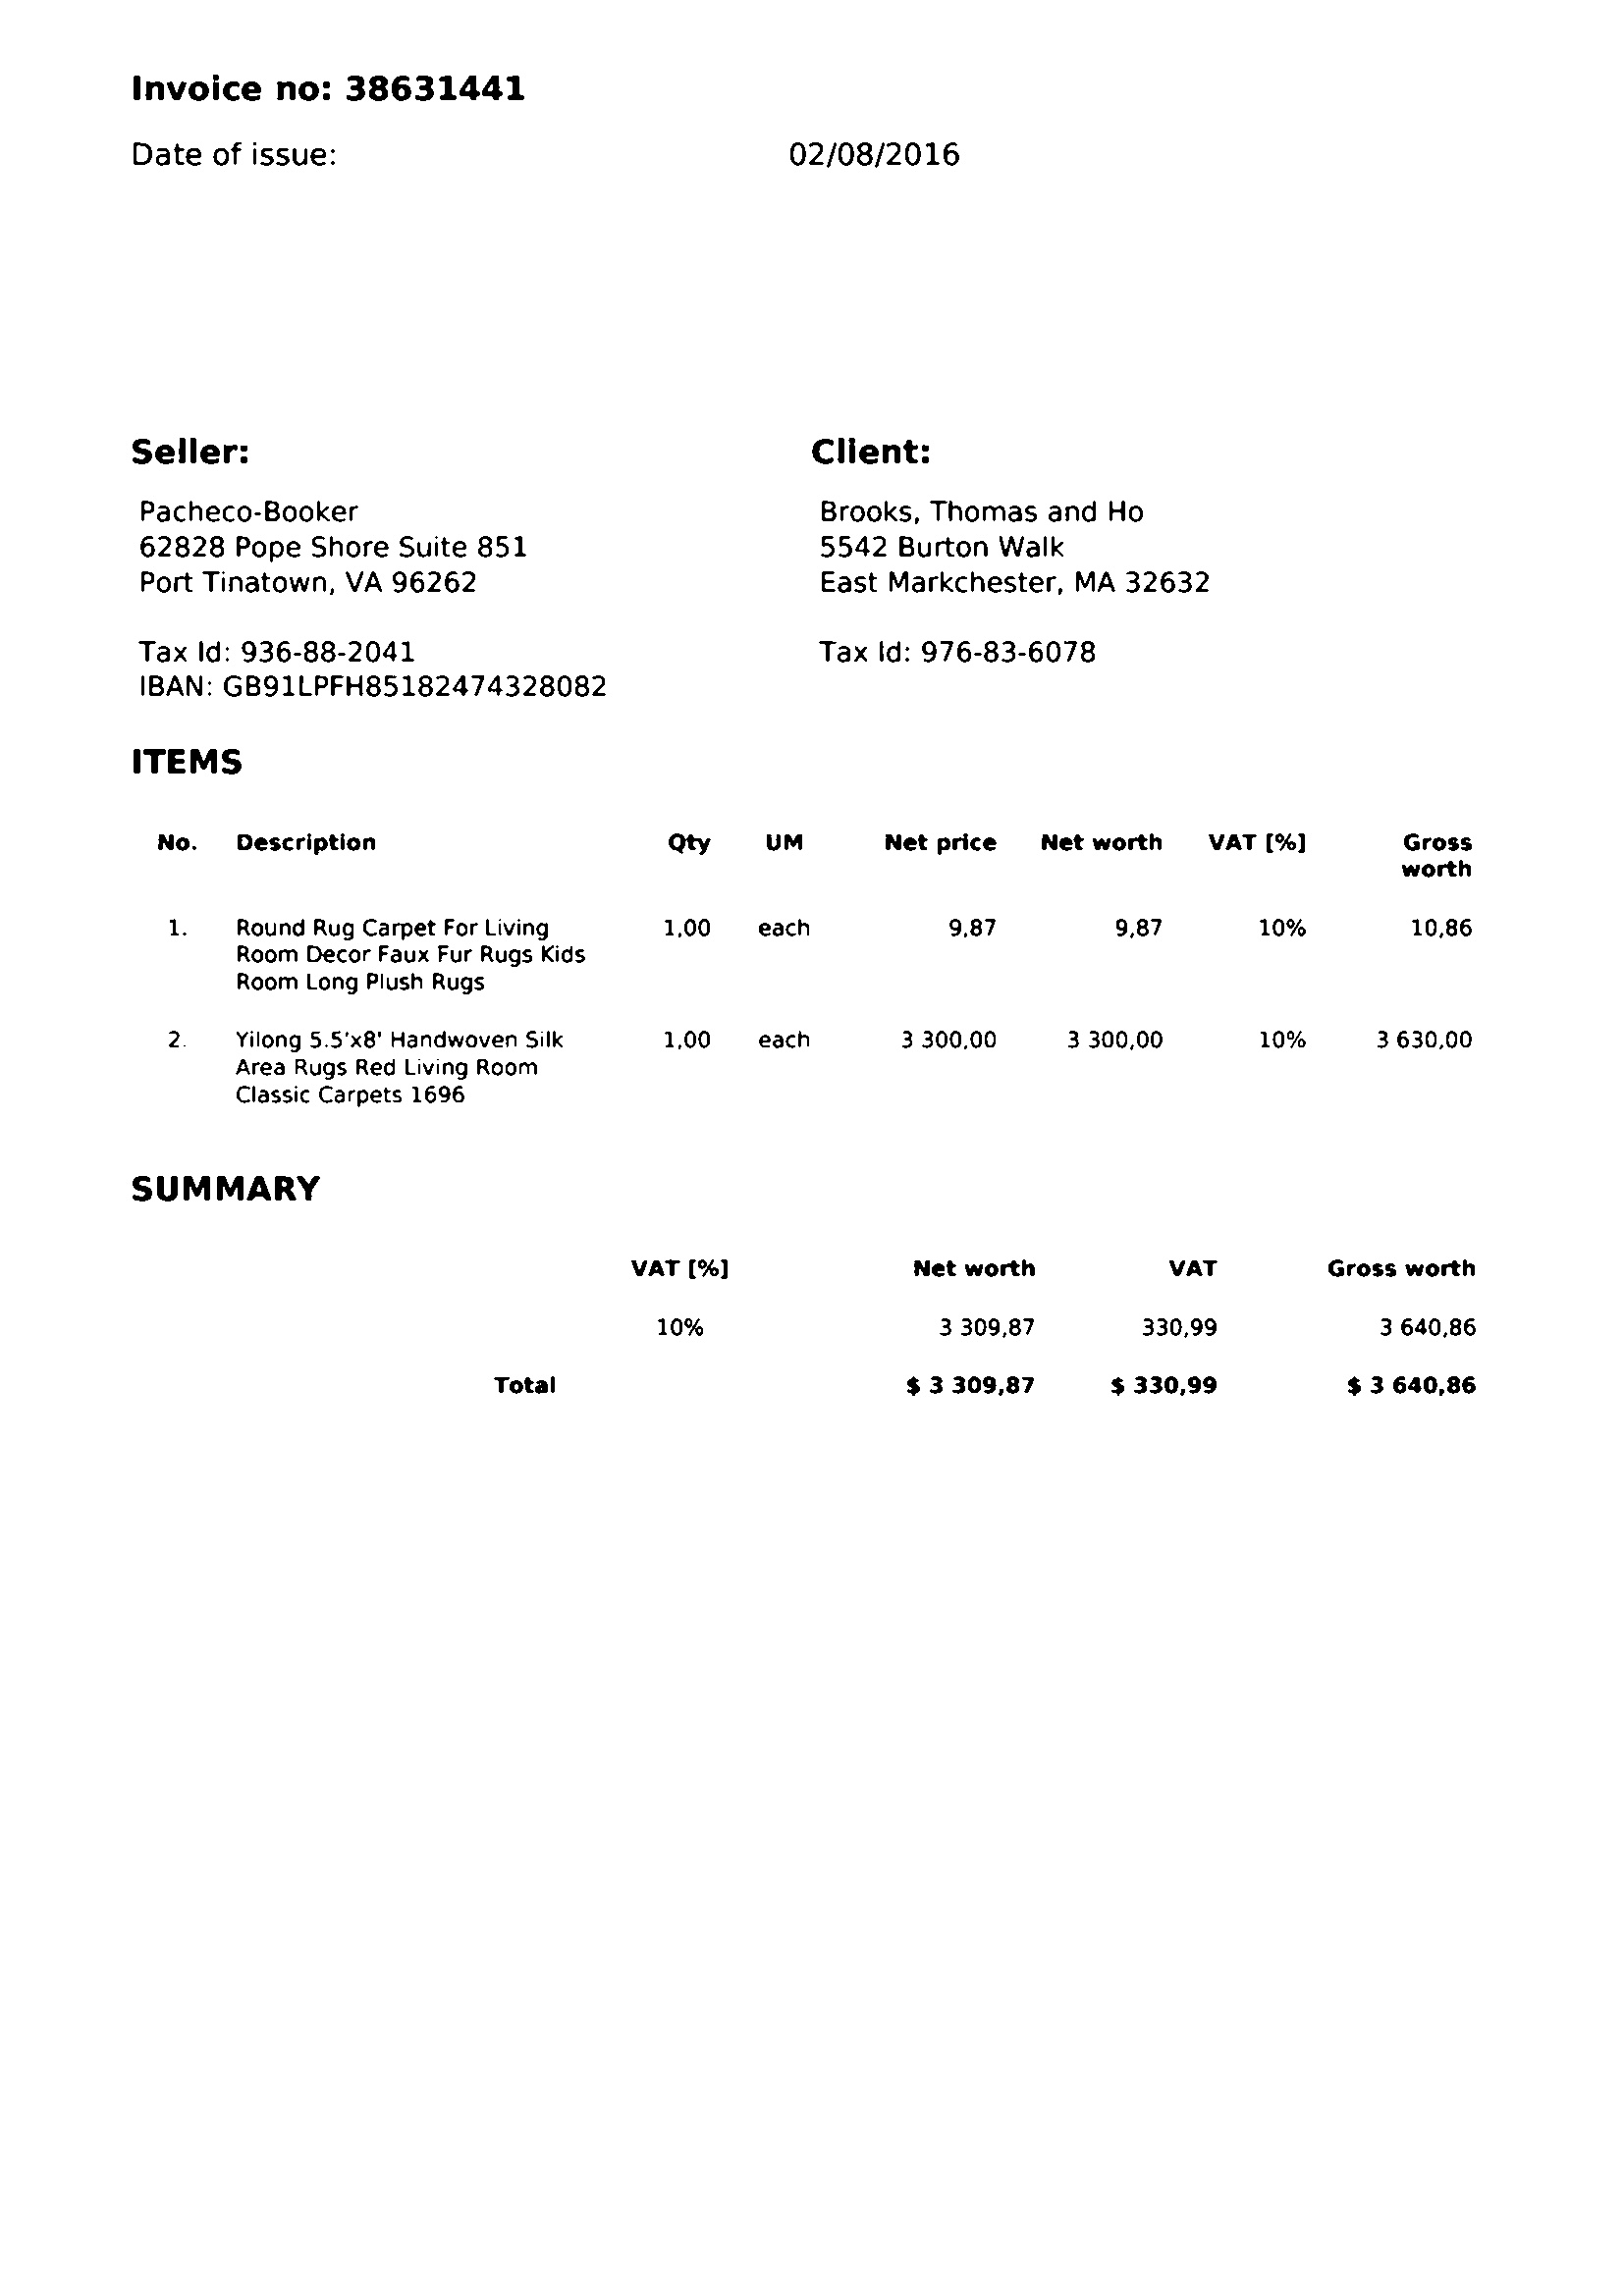 Invoice no: 38631441
Date of issue: 02/08/2016
Seller:
Pacheco-Booker
62828 Pope Shore Suite 851
Port Tinatown, VA 96262
Tax Id: 936-88-2041
IBAN: GB91LPFH85182474328082
Client:
Brooks, Thomas and Ho
5542 Burton Walk
East Markchester, MA 32632
Tax Id: 976-83-6078
ITEMS
No. Description Qty UM Net price Net worth VAT [%] Gross
worth
1. Round Rug Carpet For Living 1,00 each 9,87 9,87 10% 10,86
Room Decor Faux Fur Rugs Kids
Room Long Plush Rugs
2. Yilong 5.5'x8' Handwoven Silk 1,00 each 3 300,00 3 300,00 10% 3 630,00
Area Rugs Red Living Room
Classic Carpets 1696
SUMMARY
VAT [%] Net worth VAT Gross worth
10% 3 309,87 330,99 3 640,86
Total $ 3 309,87 $ 330,99 $ 3 640,86